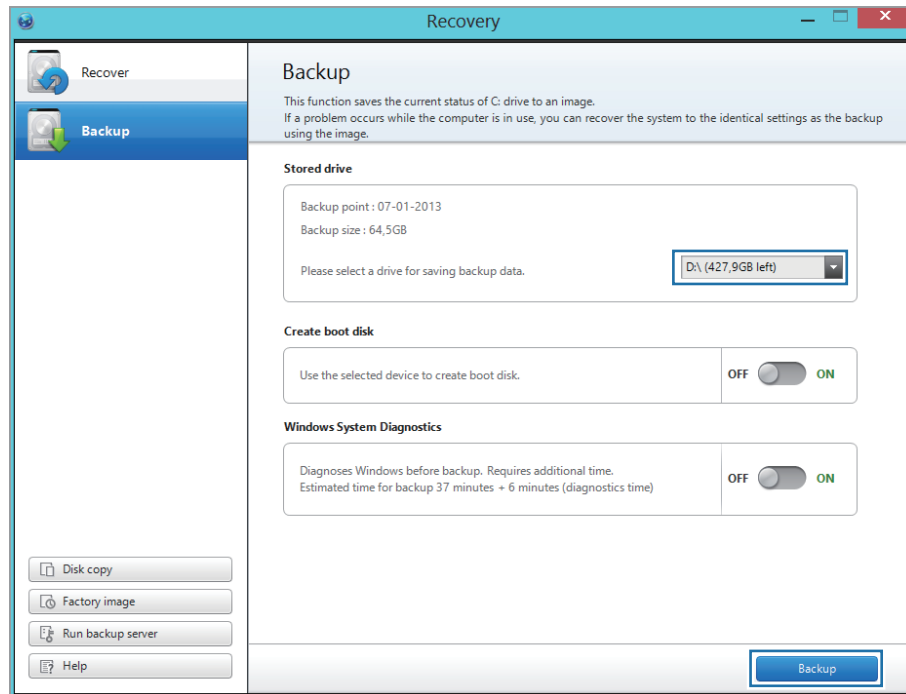 Recovery
Recover
Backup
Backup
This function saves the current status of C: drive to an image.
If a problem occurs while the computer is in use, you can recover the system to the identical settings as the backup
using the image.
Stored drive
Backup point : 07-01-2013
Backup size : 64,5GB
Please select a drive for saving backup data.
D:\ (427,9GB left)
Create boot disk
Use the selected device to create boot disk.
OFF ON
Windows System Diagnostics
Diagnoses Windows before backup. Requires additional time.
Estimated time for backup 37 minutes + 6 minutes (diagnostics time)
OFF ON
Disk copy
Factory image
Run backup server
Help
Backup